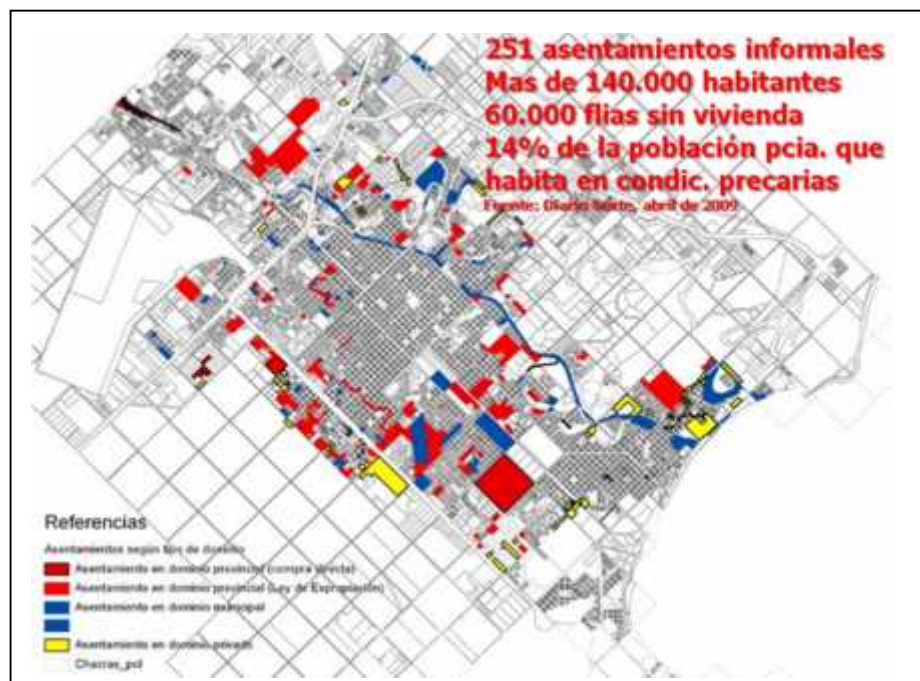 251 asentamientos informales
Mas de 140.000 habitantes
60.000 flias sin vivienda
14% de la población pcia. que
habita en condic. precarias
Fuente: Diario Norte, abril de 2009
Referencias
Asentamientos según tipo de dominio
Asentamiento en dominio provincial (compra directa)
Asentamiento en dominio provincial (Ley de Expropiación)
Asentamiento en dominio municipal
Asentamiento en dominio privado
Chacras_psd